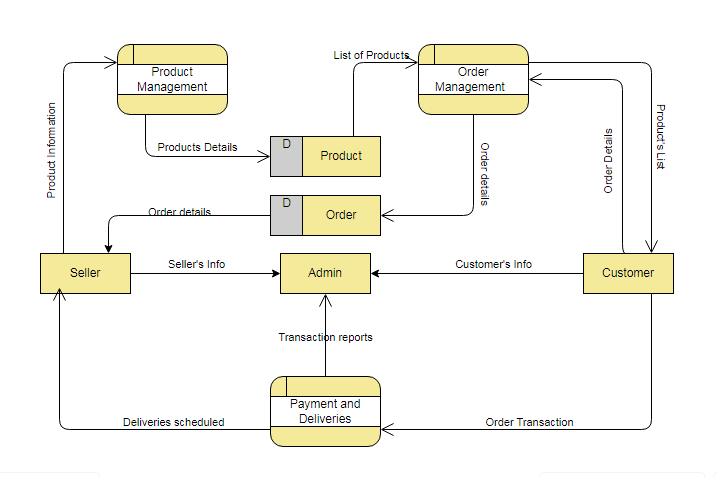 List of Products
Product
Management
Order
Management
Product Information
Products Details
D
Product
Order details
Order Details
Product's List
D
Order
Order details
Seller
Seller's Info
Admin
Customer's Info
Customer
Transaction reports
Payment and
Deliveries
Deliveries scheduled
Order Transaction